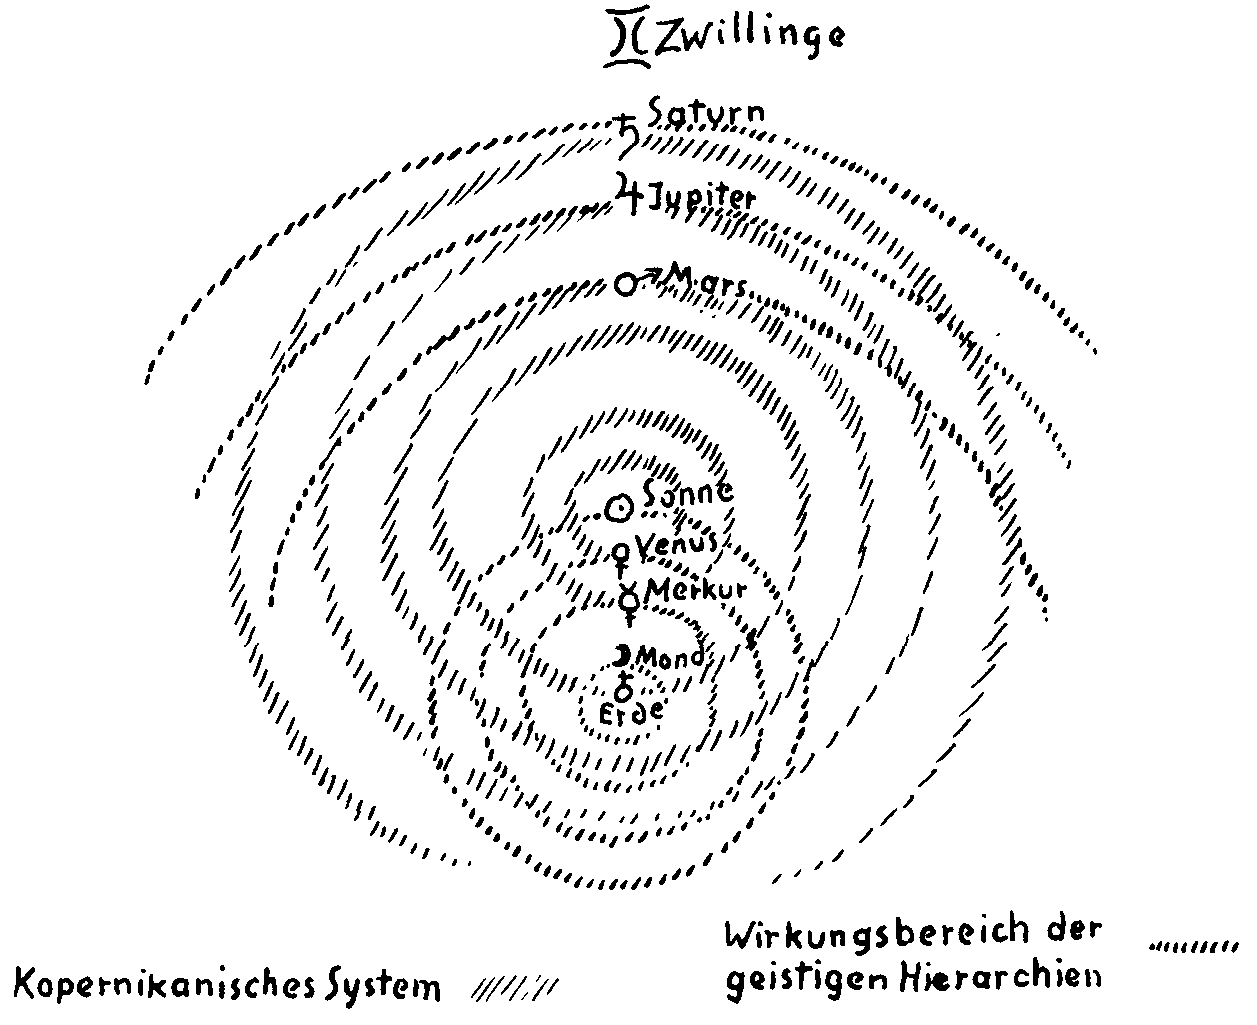 ♊ Zwillinge
♄ Saturn
♃ Jupiter
♂ Mars
☉ Sonne
♀ Venus
☿ Merkur
☽ Mond
♁ Erde
Wirkungsbereich der
geistigen Hierarchien
Kopernikanisches System